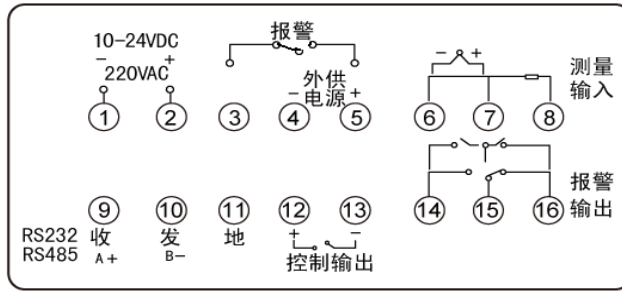 10-24VDC
- +
220VAC
报警
外供
- 电源 +
- +
测量
输入
① ② ③ ④ ⑤ ⑥ ⑦ ⑧
报警
输出
⑨ ⑩ ⑪ ⑫ ⑬ ⑭ ⑮ ⑯
RS232 收 发 地 + -
RS485 A+ B- 控制输出